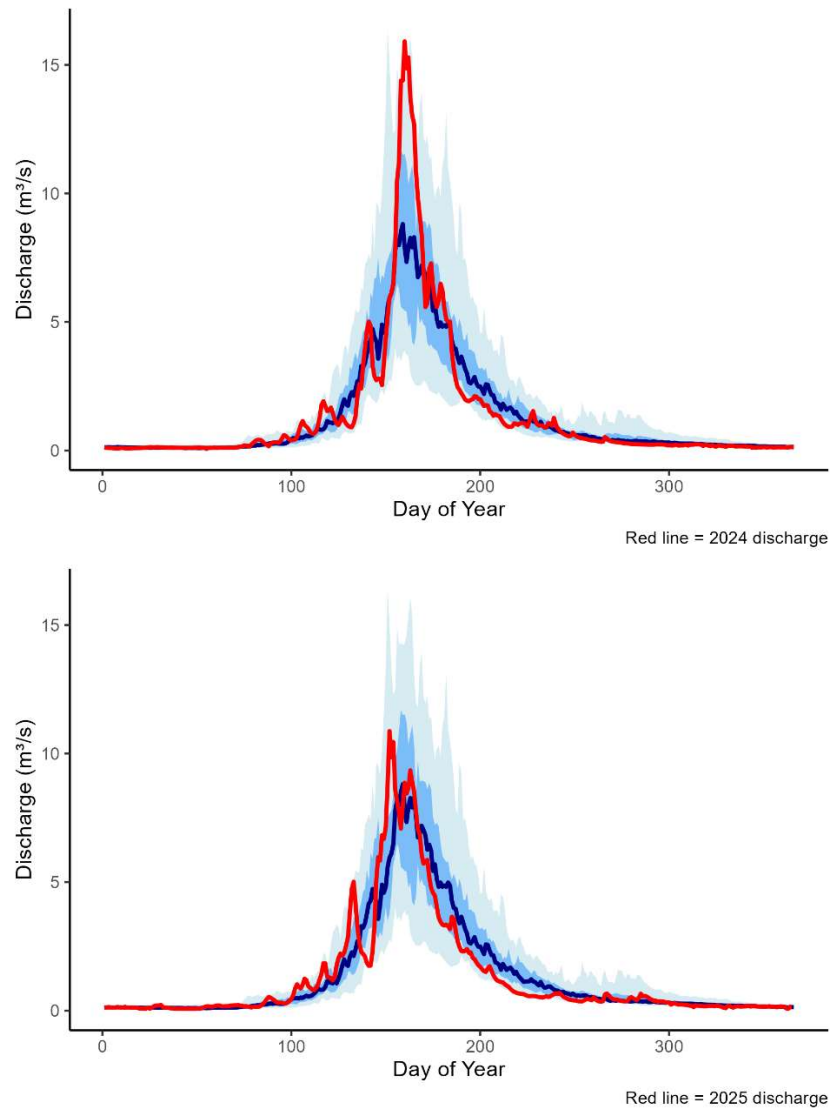 15
10
5
0
Discharge (m³/s)
0 100 200 300
Day of Year
Red line = 2024 discharge
15
10
5
0
Discharge (m³/s)
0 100 200 300
Day of Year
Red line = 2025 discharge